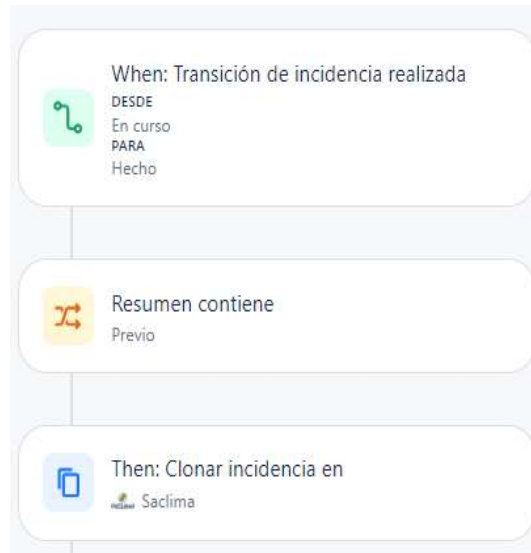 When: Transición de incidencia realizada
DESDE
En curso
PARA
Hecho
Resumen contiene
Previo
Then: Clonar incidencia en
Saclima